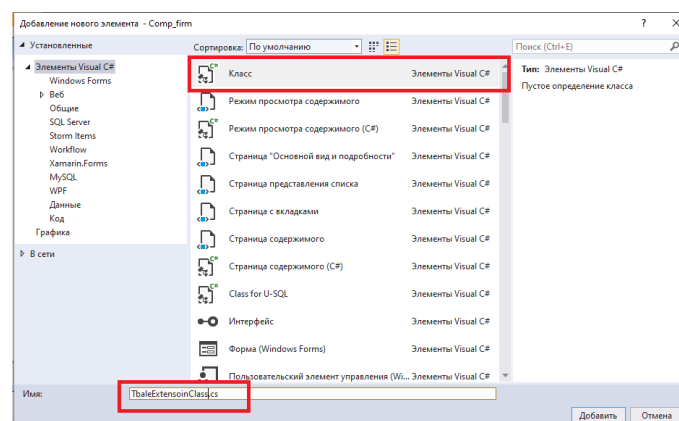 Добавление нового элемента - Comp_firm
? X
Установленные
Сортировка: По умолчанию
Поиск (Ctrl+E)
Элементы Visual C#
Windows Forms
Веб
Общие
SQL Server
Storm Items
Workflow
Xamarin.Forms
MySQL
WPF
Данные
Код
Графика
В сети
Класс Элементы Visual C#
Режим просмотра содержимого Элементы Visual C#
Режим просмотра содержимого (C#) Элементы Visual C#
Страница "Основной вид и подробности" Элементы Visual C#
Страница представления списка Элементы Visual C#
Страница с вкладками Элементы Visual C#
Страница содержимого Элементы Visual C#
Страница содержимого (C#) Элементы Visual C#
Class for U-SQL Элементы Visual C#
Интерфейс Элементы Visual C#
Форма (Windows Forms) Элементы Visual C#
Пользовательский элемент управления (Wi... Элементы Visual C#
Тип: Элементы Visual C#
Пустое определение класса
Имя: TbaleExtensoinClass.cs
Добавить Отмена